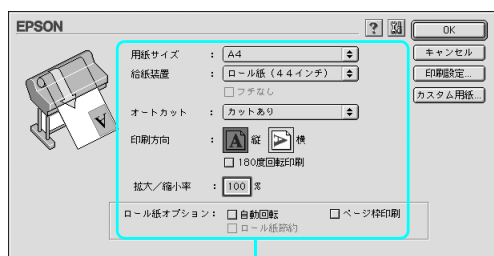 EPSON
OK
用紙サイズ : A4
キャンセル
給紙装置 : ロール紙（44インチ）
印刷設定...
フチなし
カスタム用紙...
オートカット : カットあり
印刷方向 : A 縦 A 横
180度回転印刷
拡大／縮小率 : 100 %
ロール紙オプション : 自動回転 ページ枠印刷
ロール紙節約